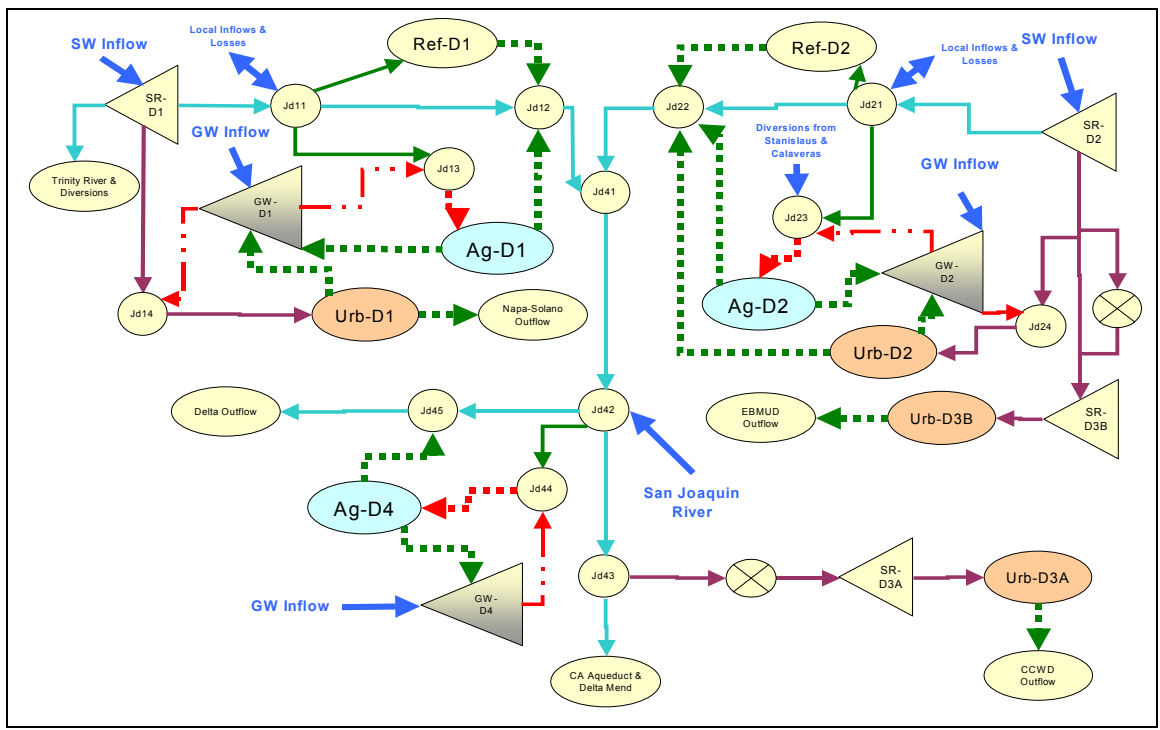 SW Inflow
Local Inflows &
Losses
Ref-D1
SR-
D1
Jd11
Jd12
Trinity River &
Diversions
GW Inflow
Jd13
GW-
D1
Ag-D1
Jd14
Urb-D1
Napa-Solano
Outflow
Jd41
Ref-D2
Local Inflows &
Losses
SW Inflow
Jd22
Jd21
SR-
D2
Diversions from
Stanislaus &
Calaveras
GW Inflow
Jd23
GW-
D2
Ag-D2
Jd24
Urb-D2
EBMUD
Outflow
Urb-D3B
SR-
D3B
Delta Outflow
Jd45
Jd42
Jd44
Ag-D4
San Joaquin
River
GW Inflow
GW-
D4
Jd43
SR-
D3A
Urb-D3A
CA Aqueduct &
Delta Mend
CCWD
Outflow